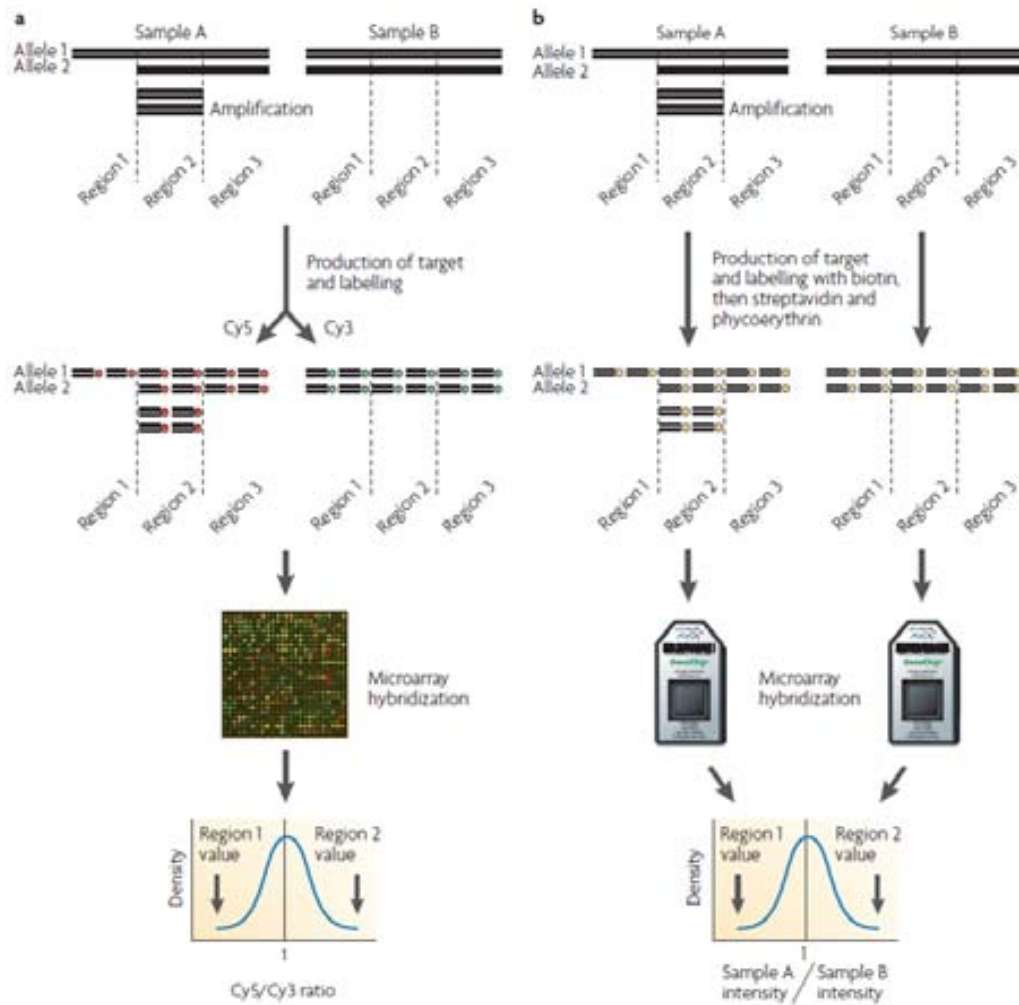 a
Sample A
Sample B
Allele 1
Allele 2
Amplification
Region 1
Region 2
Region 3
Region 1
Region 2
Region 3
Production of target
and labelling
Cy5
Cy3
Allele 1
Allele 2
Region 1
Region 2
Region 3
Region 1
Region 2
Region 3
Microarray
hybridization
Density
Region 1
value
Region 2
value
1
Cy5/Cy3 ratio
b
Sample A
Sample B
Allele 1
Allele 2
Amplification
Region 1
Region 2
Region 3
Region 1
Region 2
Region 3
Production of target
and labelling with biotin,
then streptavidin and
phycoerythrin
Allele 1
Allele 2
Region 1
Region 2
Region 3
Region 1
Region 2
Region 3
GeneChip
Microarray
hybridization
GeneChip
Density
Region 1
value
Region 2
value
1
Sample A
intensity
/
Sample B
intensity